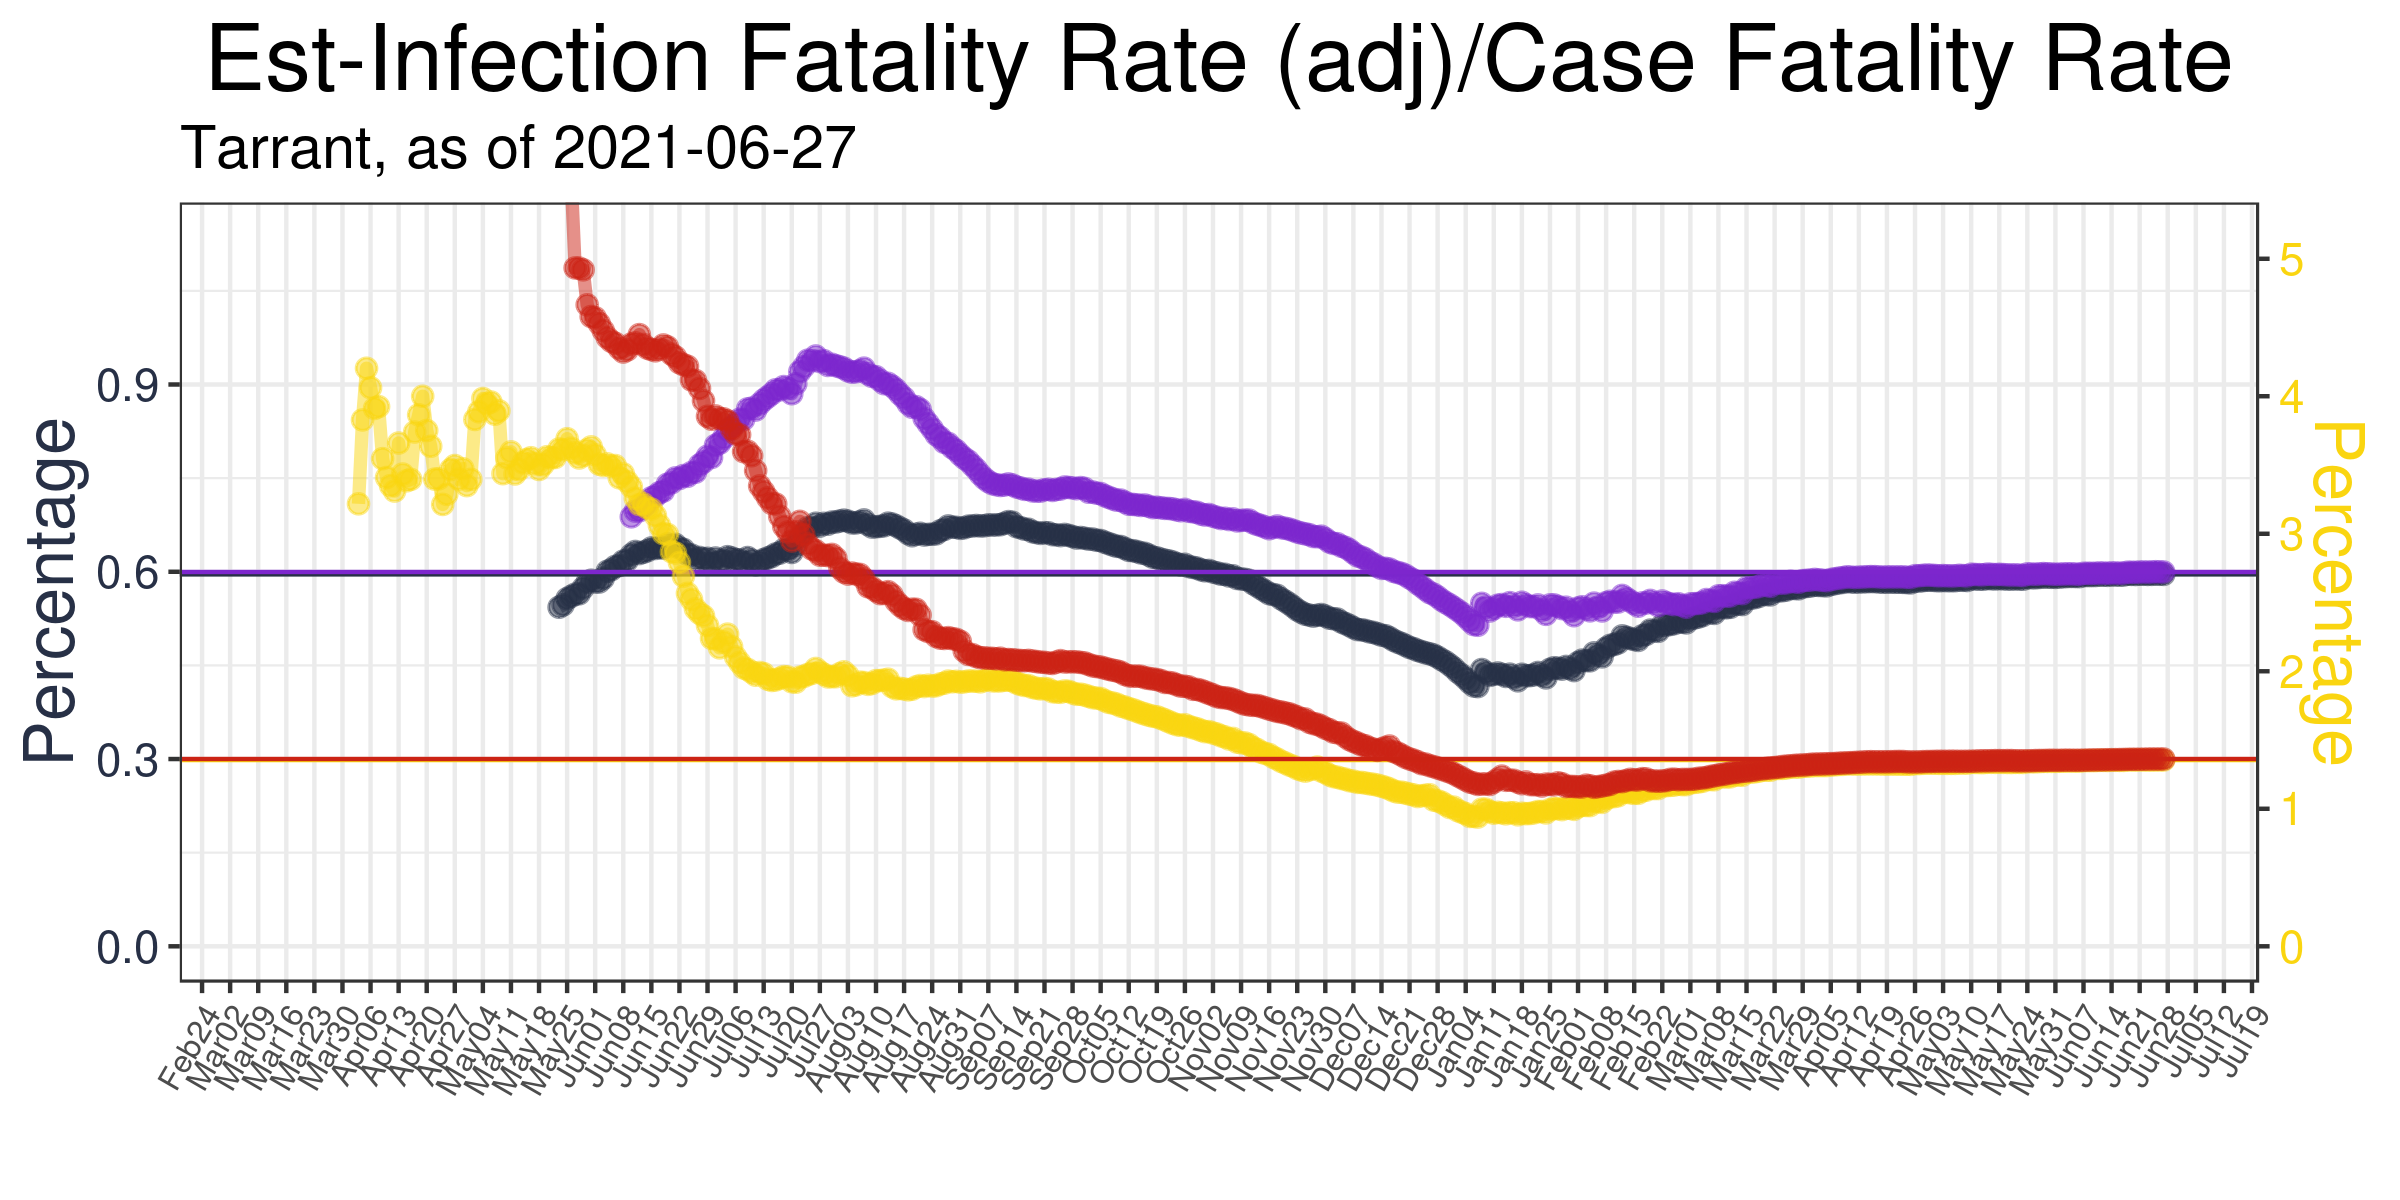 Est-Infection Fatality Rate (adj)/Case Fatality Rate
Tarrant, as of 2021-06-27
Percentage
0.9
0.6
0.3
0.0
5
4
3
2
1
0
Percentage
Feb24
Mar02
Mar09
Mar16
Mar23
Mar30
Apr06
Apr13
Apr20
Apr27
May04
May11
May18
May25
Jun01
Jun08
Jun15
Jun22
Jun29
Jul06
Jul13
Jul20
Jul27
Aug03
Aug10
Aug17
Aug24
Aug31
Sep07
Sep14
Sep21
Sep28
Oct05
Oct12
Oct19
Oct26
Nov02
Nov09
Nov16
Nov23
Nov30
Dec07
Dec14
Dec21
Dec28
Jan04
Jan11
Jan18
Jan25
Feb01
Feb08
Feb15
Feb22
Mar01
Mar08
Mar15
Mar22
Mar29
Apr05
Apr12
Apr19
Apr26
May03
May10
May17
May24
May31
Jun07
Jun14
Jun21
Jun28
Jul05
Jul12
Jul19